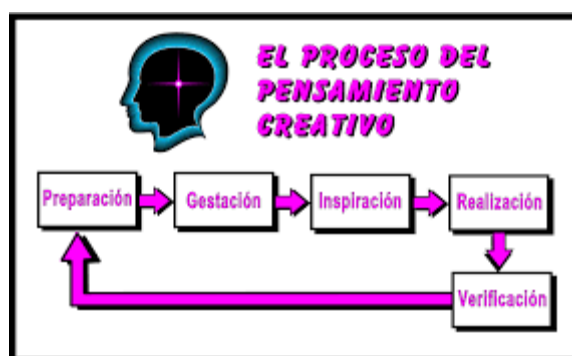 EL PROCESO DEL
PENSAMIENTO
CREATIVO
Preparación
Gestación
Inspiración
Realización
Verificación